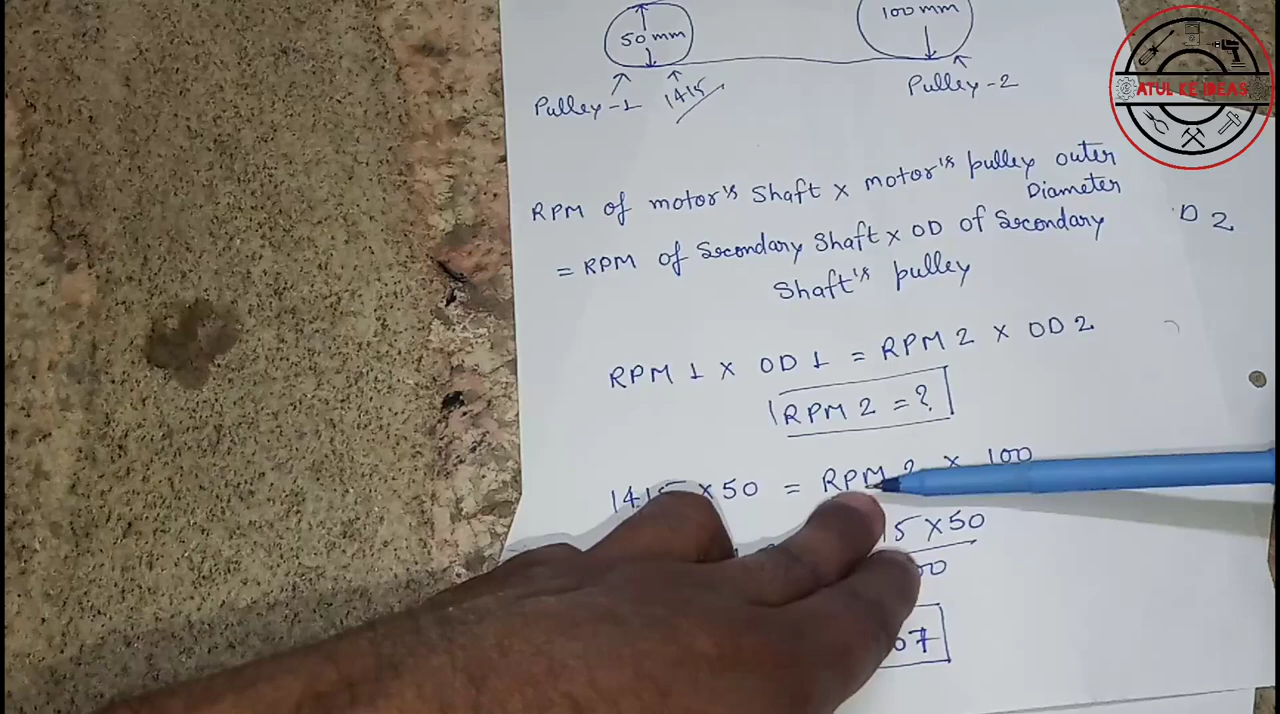 50 mm
100 mm
Pulley-1
1415
Pulley-2
ATUL KE IDEAS
RPM of motor's Shaft X motor's pulley outer
Diameter
= RPM of Secondary Shaft X OD of Secondary
Shaft's pulley
D 2
RPM 1 X OD 1 = RPM 2 X OD 2
RPM 2 = ?
1415 X 50 = RPM 2 X 100
5 X 50
00
07